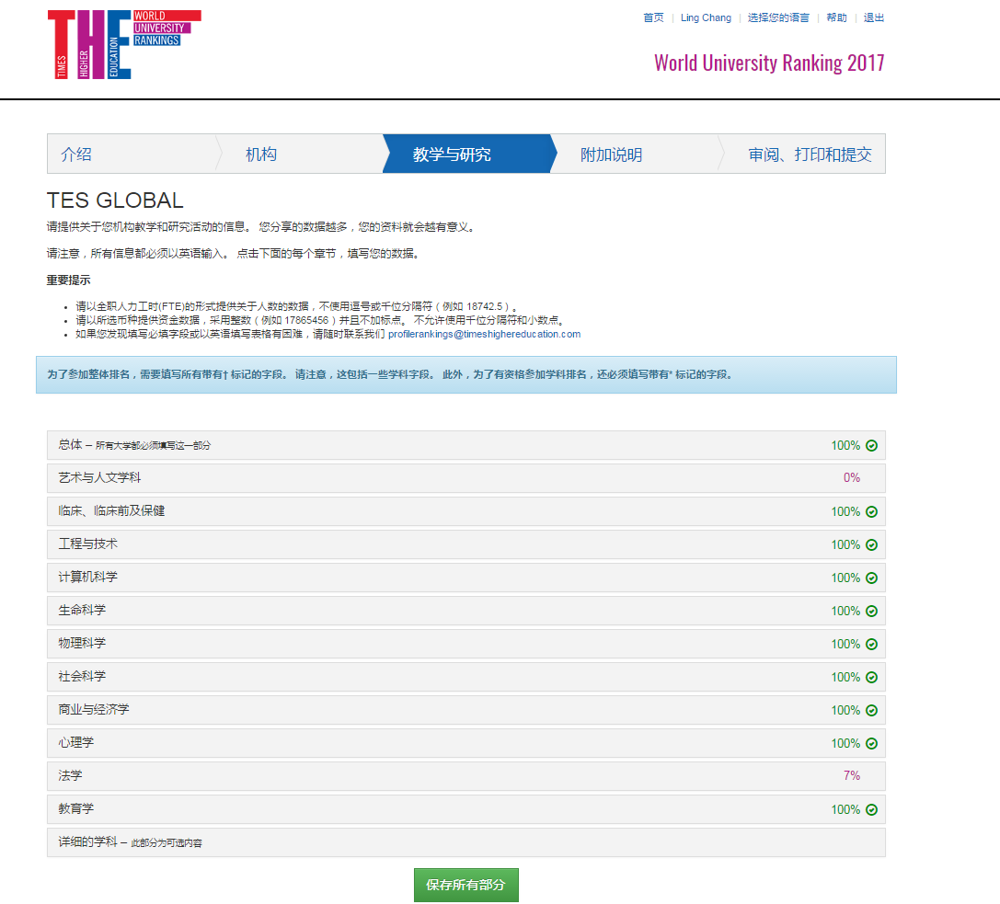 THE WORLD UNIVERSITY RANKINGS
TIMES HIGHER EDUCATION
首页 | Ling Chang | 选择您的语言 | 帮助 | 退出
World University Ranking 2017
介绍 机构 教学与研究 附加说明 审阅、打印和提交
TES GLOBAL
请提供关于您机构教学和研究活动的信息。 您分享的数据越多，您的资料就会越有意义。
请注意，所有信息都必须以英语输入。 点击下面的每个章节，填写您的数据。
重要提示
• 请以全职人力工时(FTE)的形式提供关于人数的数据，不使用逗号或千位分隔符（例如 18742.5）。
• 请以所选币种提供资金数据，采用整数（例如 17865456）并且不加标点。 不允许使用千位分隔符和小数点。
• 如果您发现填写必填字段或以英语填写表格有困难，请随时联系我们 profilerankings@timeshighereducation.com
为了参加整体排名，需要填写所有带有† 标记的字段。 请注意，这包括一些学科字段。 此外，为了有资格参加学科排名，还必须填写带有* 标记的字段。
总体 – 所有大学都必须填写这一部分 100%
艺术与人文学科 0%
临床、临床前及保健 100%
工程与技术 100%
计算机科学 100%
生命科学 100%
物理科学 100%
社会科学 100%
商业与经济学 100%
心理学 100%
法学 7%
教育学 100%
详细的学科 – 此部分为可选内容
保存所有部分